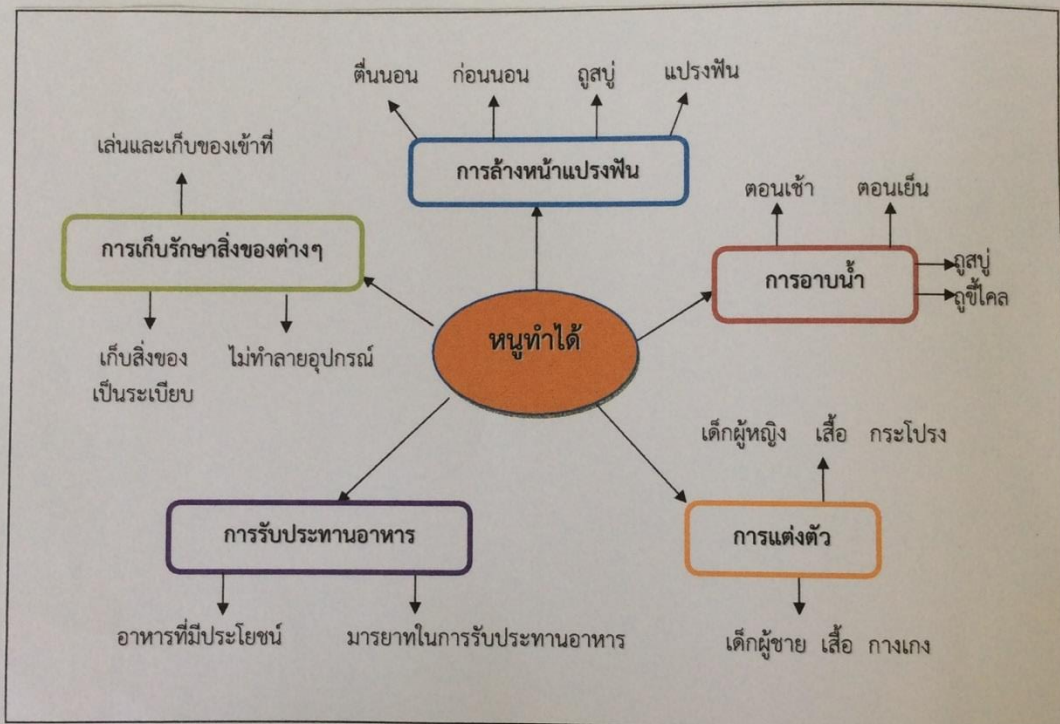 ตื่นนอน ก่อนนอน ถูสบู่ แปรงฟัน
การล้างหน้าแปรงฟัน
เล่นและเก็บของเข้าที่
การเก็บรักษาสิ่งของต่างๆ
เก็บสิ่งของ
เป็นระเบียบ
ไม่ทำลายอุปกรณ์
ตอนเช้า ตอนเย็น
การอาบน้ำ
ถูสบู่
ถูขี้ไคล
หนูทำได้
เด็กผู้หญิง เสื้อ กระโปรง
การแต่งตัว
เด็กผู้ชาย เสื้อ กางเกง
การรับประทานอาหาร
อาหารที่มีประโยชน์
มารยาทในการรับประทานอาหาร